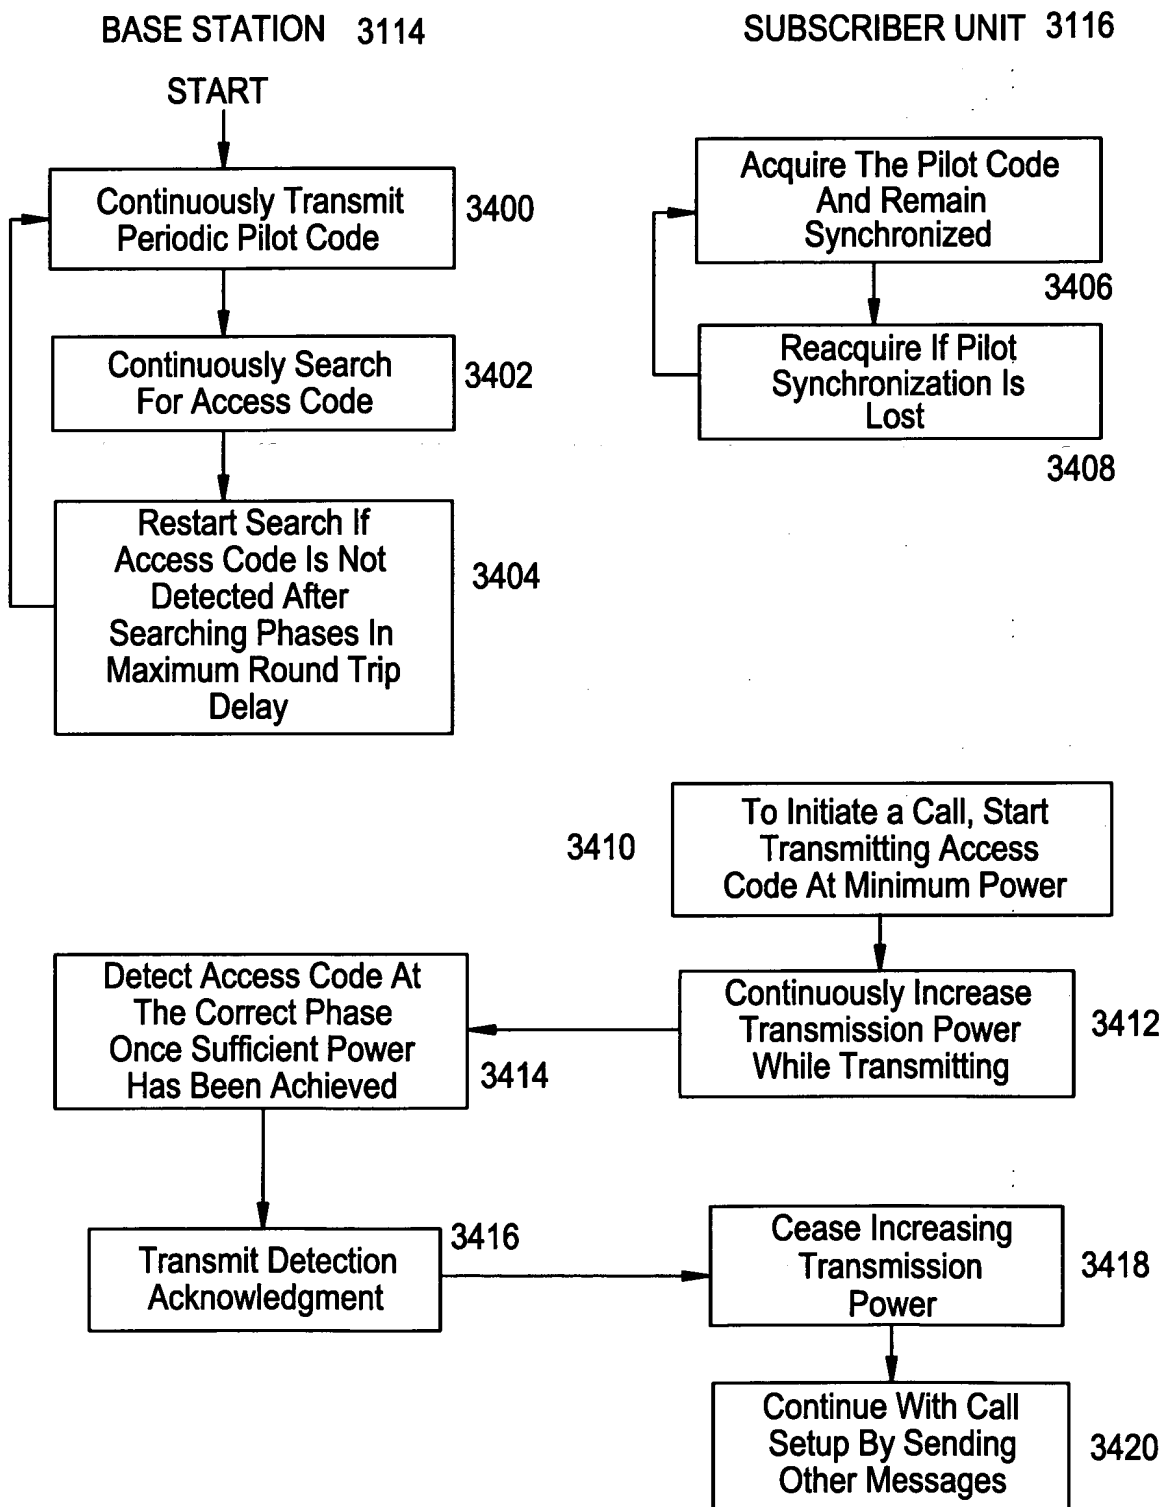 BASE STATION 3114
SUBSCRIBER UNIT 3116
START
Continuously Transmit
Periodic Pilot Code
3400
Continuously Search
For Access Code
3402
Restart Search If
Access Code Is Not
Detected After
Searching Phases In
Maximum Round Trip
Delay
3404
Acquire The Pilot Code
And Remain
Synchronized
3406
Reacquire If Pilot
Synchronization Is
Lost
3408
3410
To Initiate a Call, Start
Transmitting Access
Code At Minimum Power
Continuously Increase
Transmission Power
While Transmitting
3412
Detect Access Code At
The Correct Phase
Once Sufficient Power
Has Been Achieved
3414
Transmit Detection
Acknowledgment
3416
Cease Increasing
Transmission
Power
3418
Continue With Call
Setup By Sending
Other Messages
3420